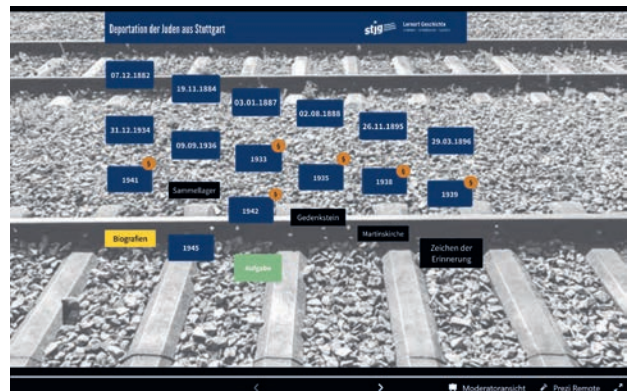 Deportation der Juden aus Stuttgart
stjg
Lernort Geschichte
07.12.1882
19.11.1884
03.01.1887
02.08.1888
26.11.1895
29.03.1896
31.12.1934
09.09.1936
1933
1935
1938
1939
1941
Sammellager
1942
Gedenkstein
Martinskirche
Zeichen der
Erinnerung
Biografien
1945
Aufgabe
§
§
§
§
§
§
Moderatoransicht
Prezi Remote